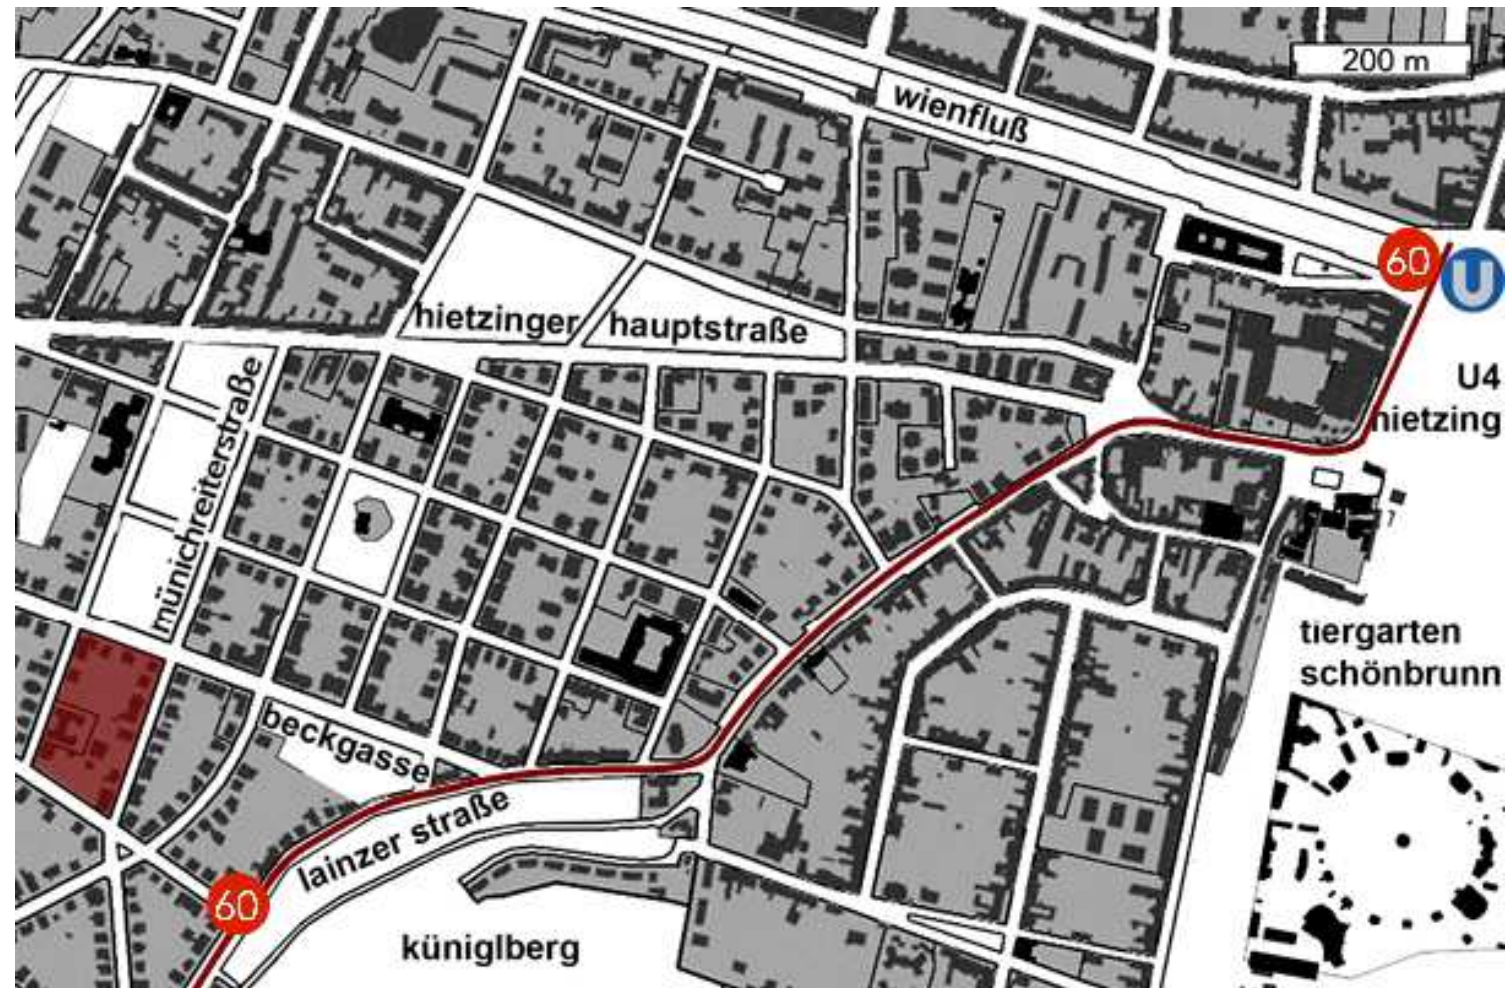 200 m
wienfluß
60
U
hietzinger hauptstraße
U4
hietzing
münichreiterstraße
tiergarten
schönbrunn
beckgasse
lainzer straße
60
küniglberg